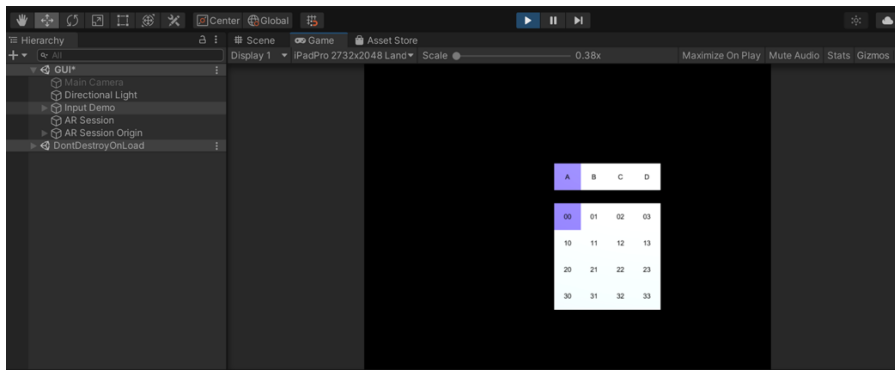 Center Global
Hierarchy
All
GUI*
Main Camera
Directional Light
Input Demo
AR Session
AR Session Origin
DontDestroyOnLoad
Scene Game Asset Store
Display 1 iPadPro 2732x2048 Land Scale 0.38x Maximize On Play Mute Audio Stats Gizmos
A B C D
00 01 02 03
10 11 12 13
20 21 22 23
30 31 32 33